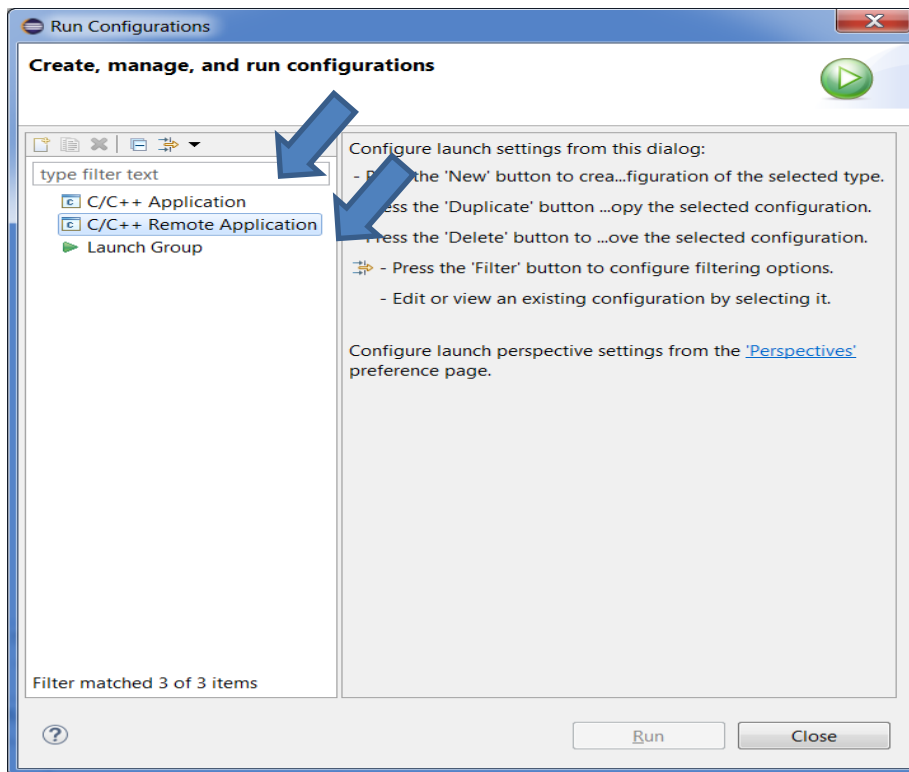 Run Configurations
Create, manage, and run configurations
type filter text
C/C++ Application
C/C++ Remote Application
Launch Group
Filter matched 3 of 3 items
Configure launch settings from this dialog:
- the 'New' button to crea...figuration of the selected type.
the 'Duplicate' button ...opy the selected configuration.
the 'Delete' button to ...ove the selected configuration.
- Press the 'Filter' button to configure filtering options.
- Edit or view an existing configuration by selecting it.
Configure launch perspective settings from the 'Perspectives'
preference page.
?
Run
Close